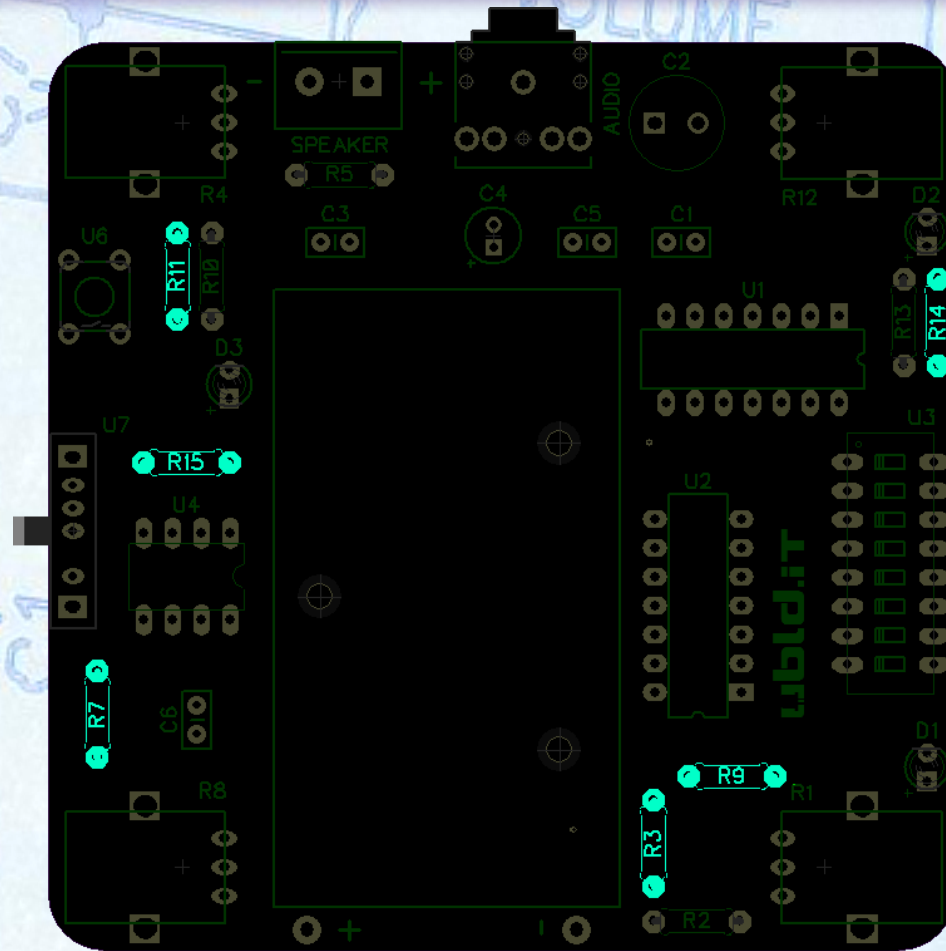 VOLUME
C2
- +
AUDIO
SPEAKER
R5
R4
R12
C4
D2
C3
C5
C1
U6
R11
R10
+
+
U1
R13
R14
D3
+
U7
U3
R15
U4
U2
wbld.iT
R7
C6
D1
R9
R8
R1
+
R3
R2
+ -